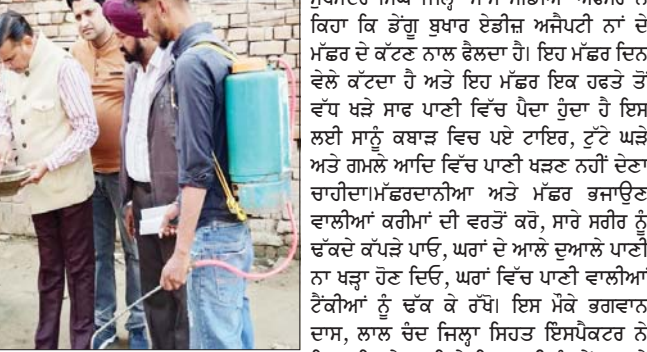 ਕਿਹਾ ਕਿ ਡੇਂਗੂ ਬੁਖਾਰ ਏਡੀਜ਼ ਅਜੈਪਟੀ ਨਾਂ ਦੇ
ਮੱਛਰ ਦੇ ਕੱਟਣ ਨਾਲ ਫੈਲਦਾ ਹੈ। ਇਹ ਮੱਛਰ ਦਿਨ
ਵੇਲੇ ਕੱਟਦਾ ਹੈ ਅਤੇ ਇਹ ਮੱਛਰ ਇਕ ਹਫਤੇ ਤੋਂ
ਵੱਧ ਖੜੇ ਸਾਫ ਪਾਣੀ ਵਿੱਚ ਪੈਦਾ ਹੁੰਦਾ ਹੈ ਇਸ
ਲਈ ਸਾਨੂੰ ਕਬਾੜ ਵਿਚ ਪਏ ਟਾਇਰ, ਟੁੱਟੇ ਘੜੇ
ਅਤੇ ਗਮਲੇ ਆਦਿ ਵਿੱਚ ਪਾਣੀ ਖੜਣ ਨਹੀਂ ਦੇਣਾ
ਚਾਹੀਦਾ।ਮੱਛਰਦਾਨੀਆ ਅਤੇ ਮੱਛਰ ਭਜਾਉਣ
ਵਾਲੀਆਂ ਕਰੀਮਾਂ ਦੀ ਵਰਤੋਂ ਕਰੋ, ਸਾਰੇ ਸਰੀਰ ਨੂੰ
ਢੱਕਦੇ ਕੱਪੜੇ ਪਾਓ, ਘਰਾਂ ਦੇ ਆਲੇ ਦੁਆਲੇ ਪਾਣੀ
ਨਾ ਖੜ੍ਹਾ ਹੋਣ ਦਿਓ, ਘਰਾਂ ਵਿੱਚ ਪਾਣੀ ਵਾਲੀਆਂ
ਟੈਂਕੀਆਂ ਨੂੰ ਢੱਕ ਕੇ ਰੱਖੋ। ਇਸ ਮੌਕੇ ਭਗਵਾਨ
ਦਾਸ, ਲਾਲ ਚੰਦ ਜਿਲ੍ਹਾ ਸਿਹਤ ਇੰਸਪੈਕਟਰ ਨੇ